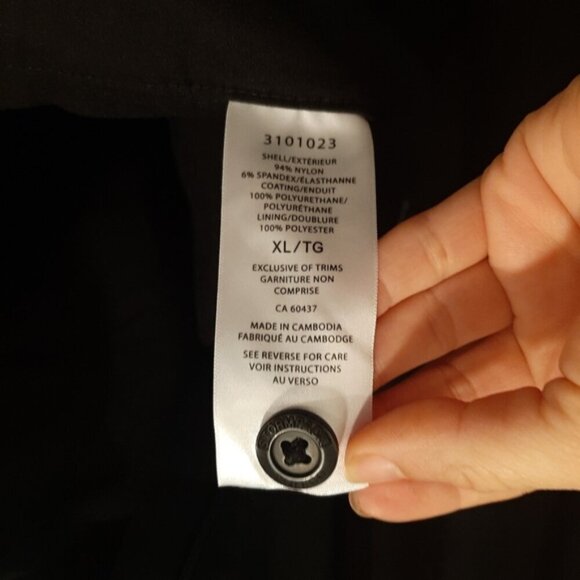 3101023
SHELL/EXTÉRIEUR
94% NYLON
6% SPANDEX/ÉLASTHANNE
COATING/ENDUIT
100% POLYURETHANE/
POLYURÉTHANE
LINING/DOUBLURE
100% POLYESTER
XL/TG
EXCLUSIVE OF TRIMS
GARNITURE NON
COMPRISE
CA 60437
MADE IN CAMBODIA
FABRIQUÉ AU CAMBODGE
SEE REVERSE FOR CARE
VOIR INSTRUCTIONS
AU VERSO